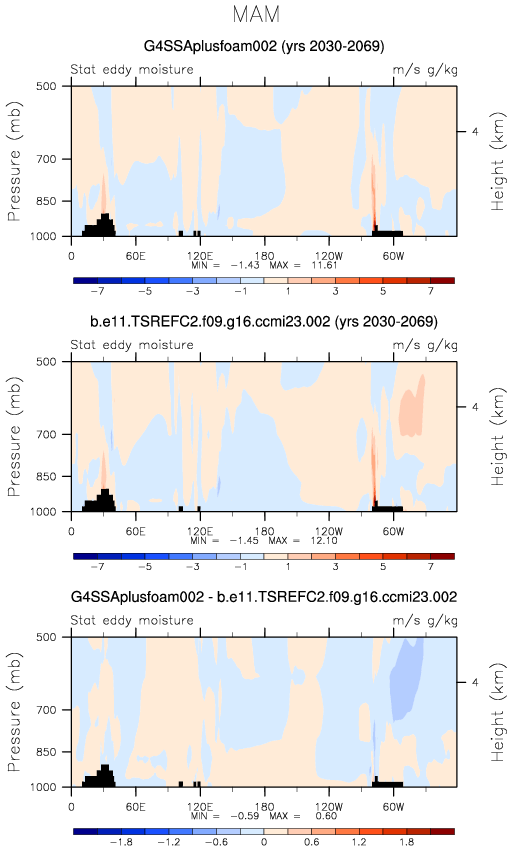 MAM
G4SSAplusfoam002 (yrs 2030-2069)
Stat eddy moisture m/s g/kg
500
700
850
1000
Pressure (mb)
4
Height (km)
0 60E 120E 180 120W 60W
MIN = -1.43 MAX = 11.61
-7 -5 -3 -1 1 3 5 7
b.e11.TSREFC2.f09.g16.ccmi23.002 (yrs 2030-2069)
Stat eddy moisture m/s g/kg
500
700
850
1000
Pressure (mb)
4
Height (km)
0 60E 120E 180 120W 60W
MIN = -1.45 MAX = 12.10
-7 -5 -3 -1 1 3 5 7
G4SSAplusfoam002 - b.e11.TSREFC2.f09.g16.ccmi23.002
Stat eddy moisture m/s g/kg
500
700
850
1000
Pressure (mb)
4
Height (km)
0 60E 120E 180 120W 60W
MIN = -0.59 MAX = 0.60
-1.8 -1.2 -0.6 0 0.6 1.2 1.8